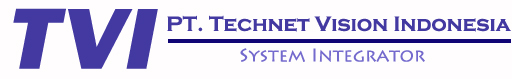 TVI
PT. TECHNET VISION INDONESIA
SYSTEM INTEGRATOR